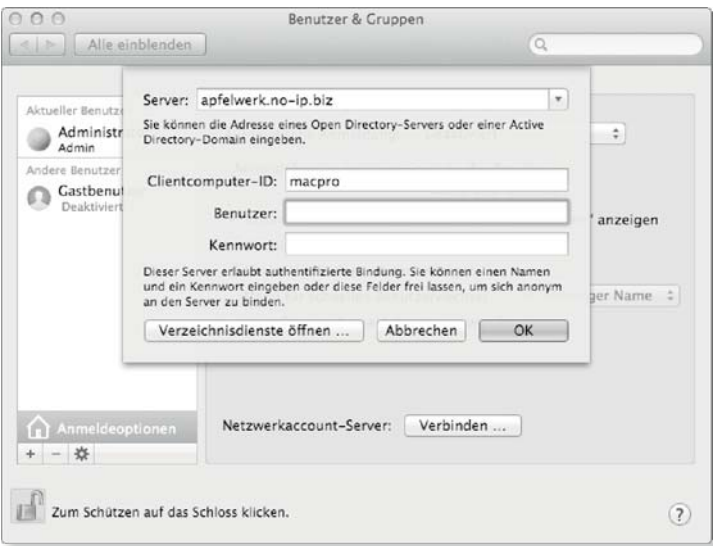 Benutzer & Gruppen
Alle einblenden
Aktueller Benutze
Administr
Admin
Andere Benutzer
Gastbenut
Deaktiviert
Server: apfelwerk.no-ip.biz
Sie können die Adresse eines Open Directory-Servers oder einer Active
Directory-Domain eingeben.
Clientcomputer-ID: macpro
Benutzer:
Kennwort:
Dieser Server erlaubt authentifizierte Bindung. Sie können einen Namen
und ein Kennwort eingeben oder diese Felder frei lassen, um sich anonym
an den Server zu binden.
Verzeichnisdienste öffnen ...
Abbrechen
OK
" anzeigen
ger Name
Anmeldeoptionen
Netzwerkaccount-Server: Verbinden ...
+ -
Zum Schützen auf das Schloss klicken.
?